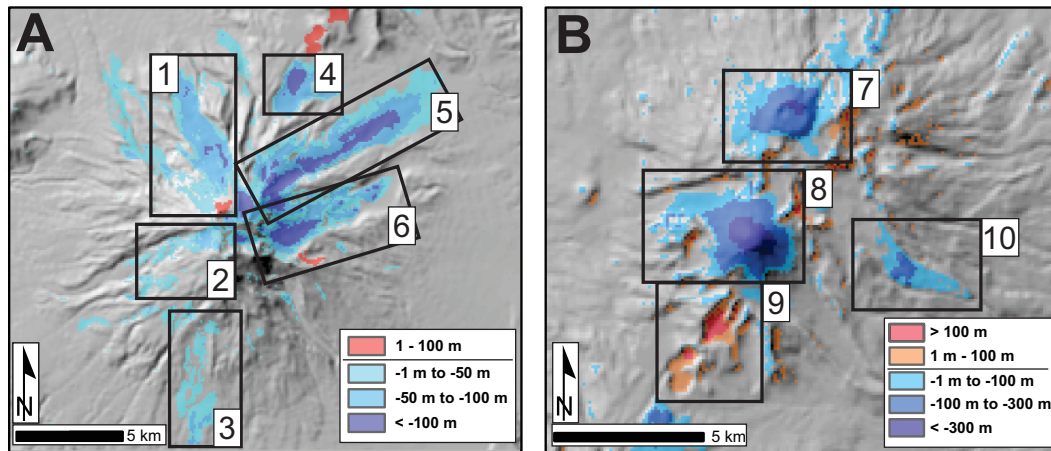 A
1
4
5
6
2
3
1 - 100 m
-1 m to -50 m
-50 m to -100 m
< -100 m
N
5 km
B
7
8
10
9
> 100 m
1 m - 100 m
-1 m to -100 m
-100 m to -300 m
< -300 m
N
5 km